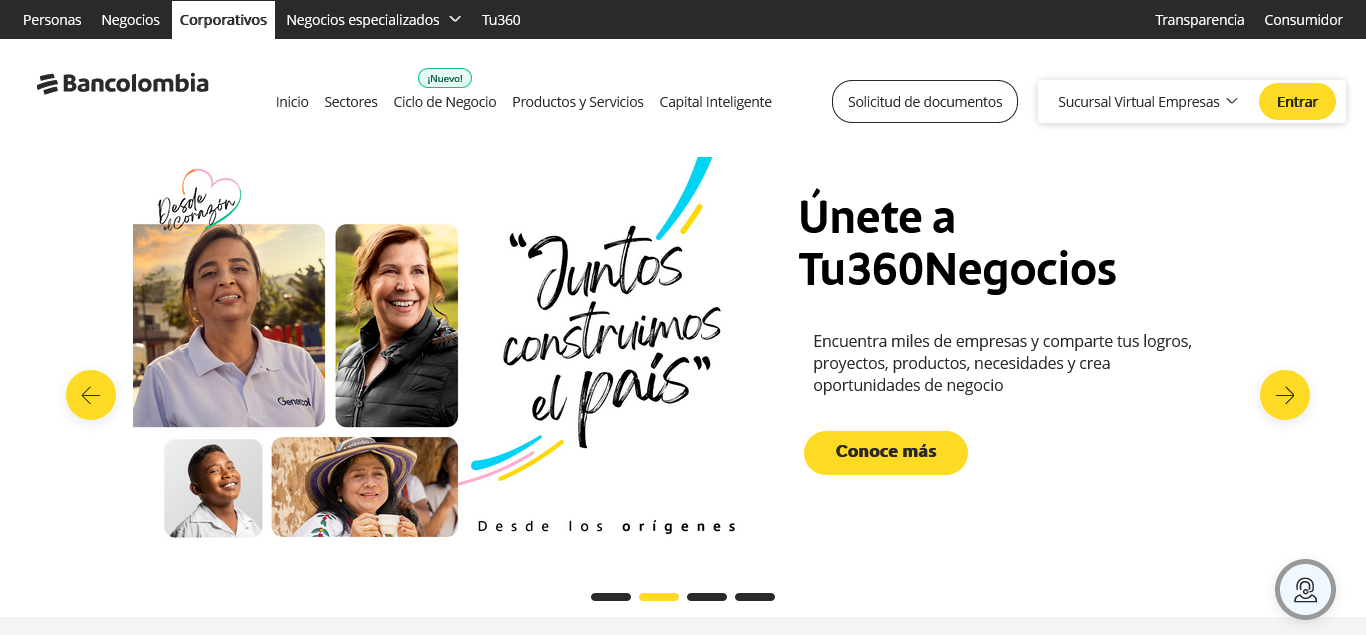 Personas Negocios Corporativos Negocios especializados Tu360 Transparencia Consumidor
Bancolombia
¡Nuevo!
Inicio Sectores Ciclo de Negocio Productos y Servicios Capital Inteligente
Solicitud de documentos
Sucursal Virtual Empresas
Entrar
Desde
el corazón
Genecol
“Juntos
construimos
el país”
Desde los orígenes
Únete a
Tu360Negocios
Encuentra miles de empresas y comparte tus logros,
proyectos, productos, necesidades y crea
oportunidades de negocio
Conoce más